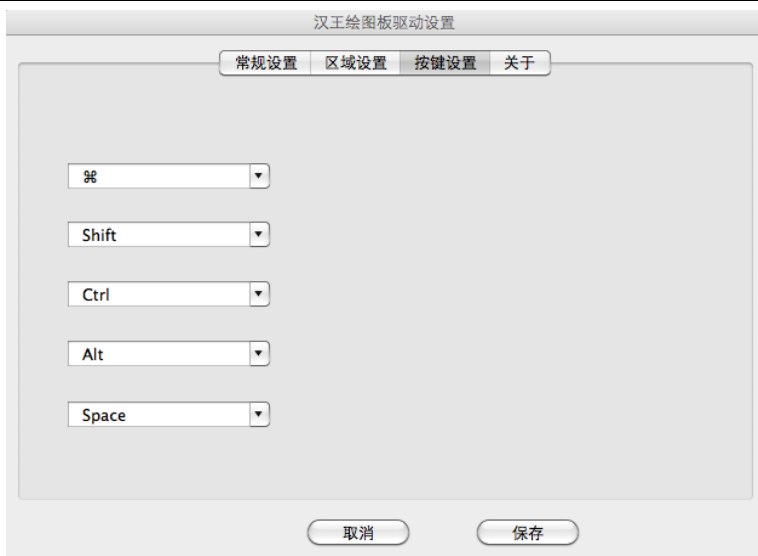 汉王绘图板驱动设置
常规设置 区域设置 按键设置 关于
⌘
Shift
Ctrl
Alt
Space
取消 保存